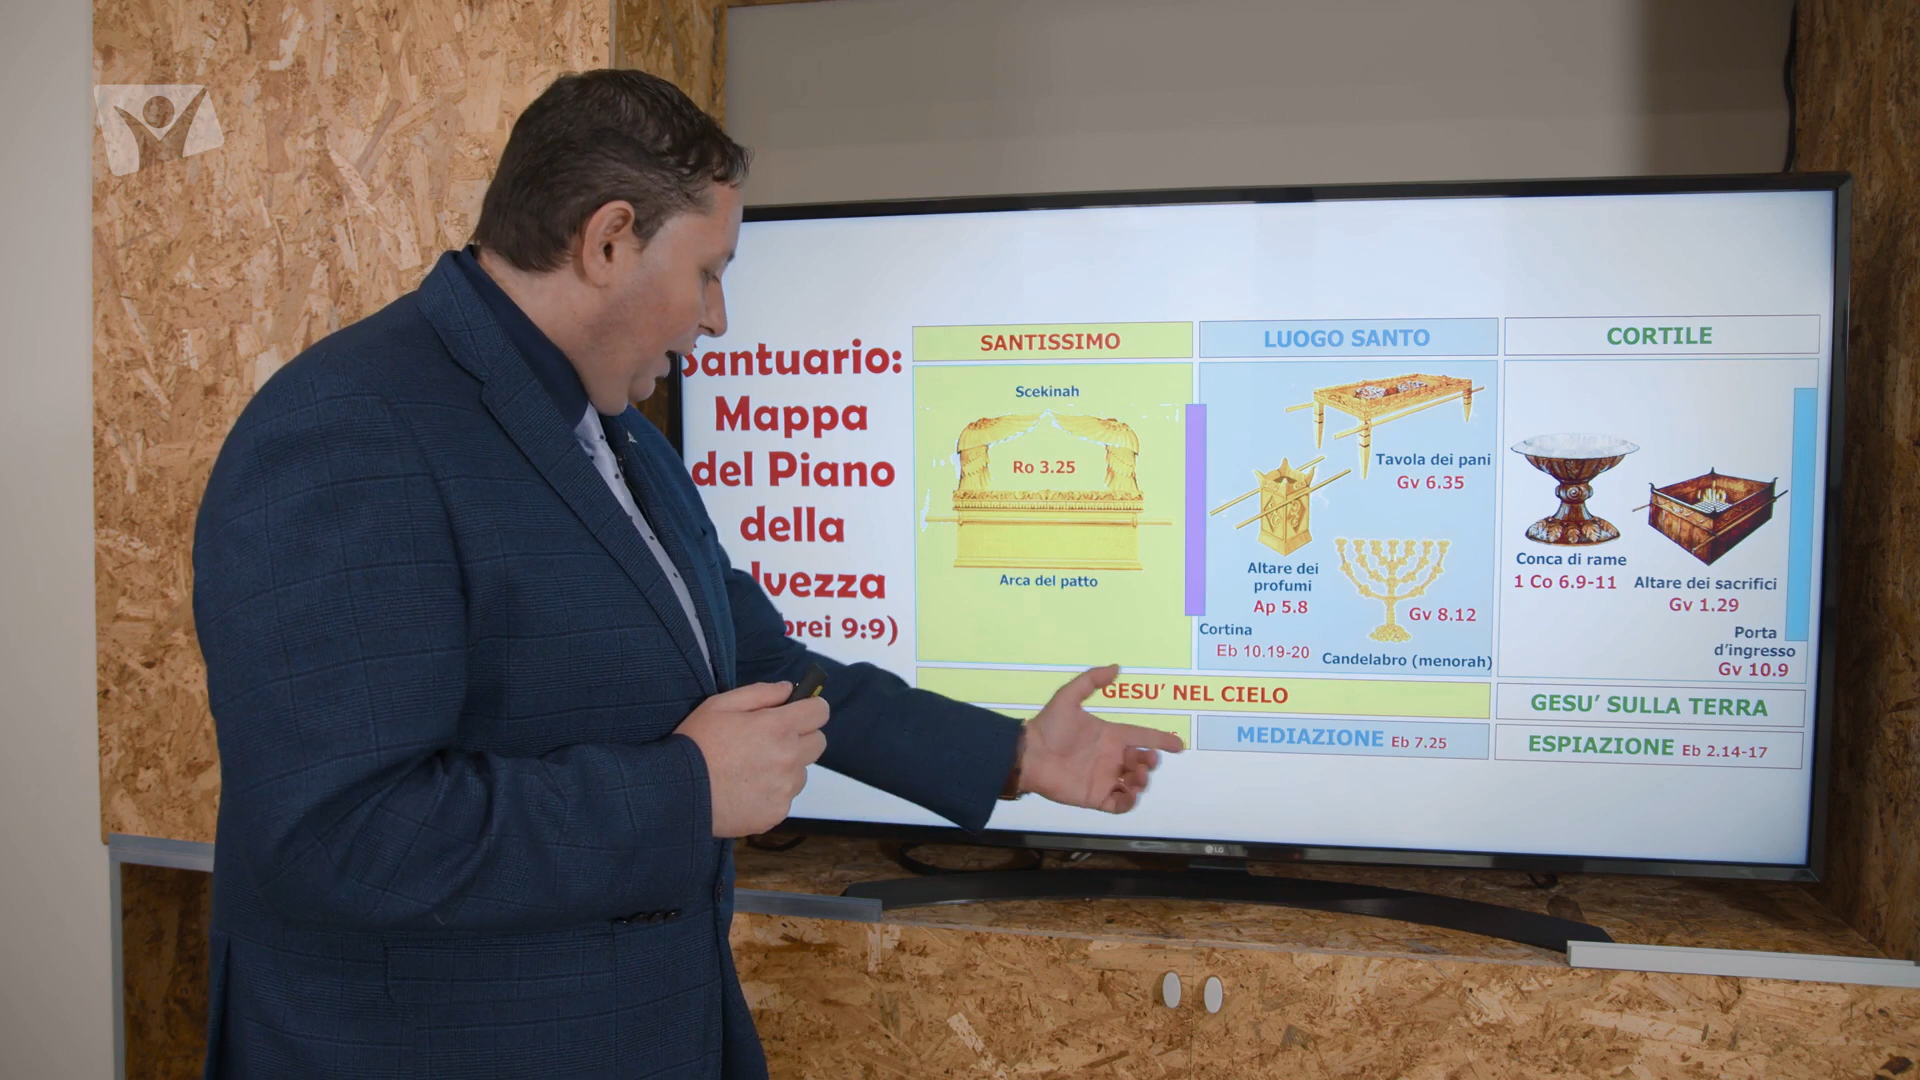 Santuario:
Mappa
del Piano
della
Ebrei 9:9)
SANTISSIMO
Scekinah
Ro 3.25
Arca del patto
LUOGO SANTO
Tavola dei pani
Gv 6.35
Altare dei
profumi
Ap 5.8
Gv 8.12
Cortina
Eb 10.19-20
Candelabro (menorah)
CORTILE
Conca di rame
1 Co 6.9-11
Altare dei sacrifici
Gv 1.29
Porta
d'ingresso
Gv 10.9
GESU' NEL CIELO
GESU' SULLA TERRA
MEDIAZIONE Eb 7.25
ESPIAZIONE Eb 2.14-17
LG